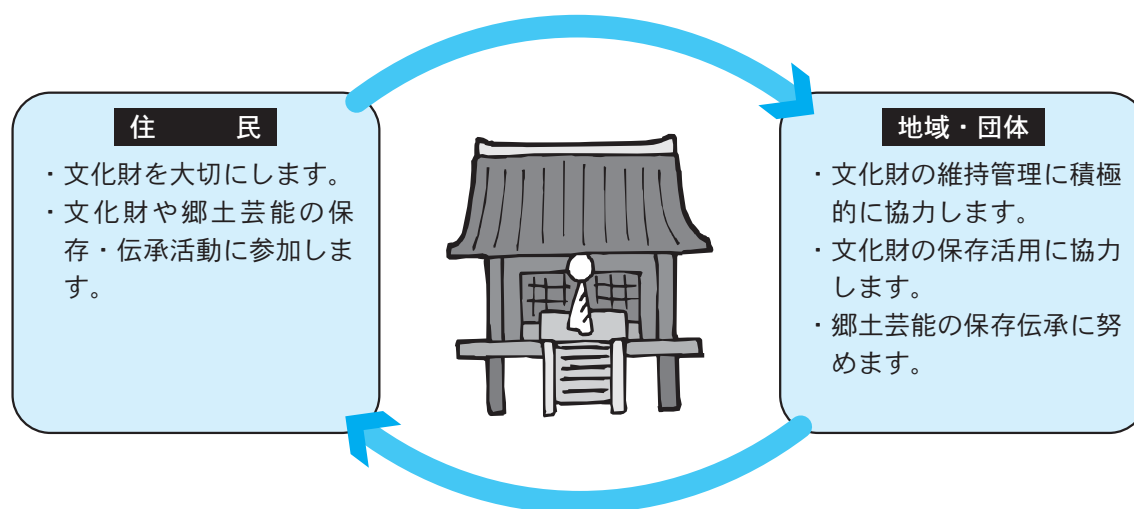 住　　民
・文化財を大切にします。
・文化財や郷土芸能の保
存・伝承活動に参加しま
す。
地域・団体
・文化財の維持管理に積極
的に協力します。
・文化財の保存活用に協力
します。
・郷土芸能の保存伝承に努
めます。